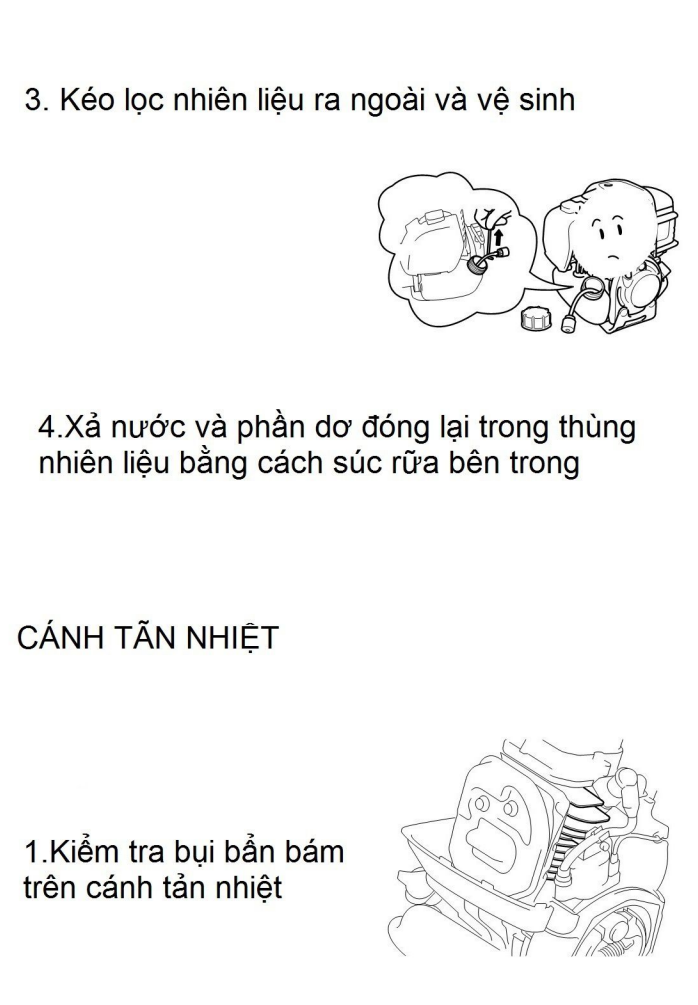 3. Kéo lọc nhiên liệu ra ngoài và vệ sinh
4.Xả nước và phần dơ đóng lại trong thùng
nhiên liệu bằng cách súc rữa bên trong
CÁNH TÃN NHIỆT
1.Kiểm tra bụi bẩn bám
trên cánh tản nhiệt